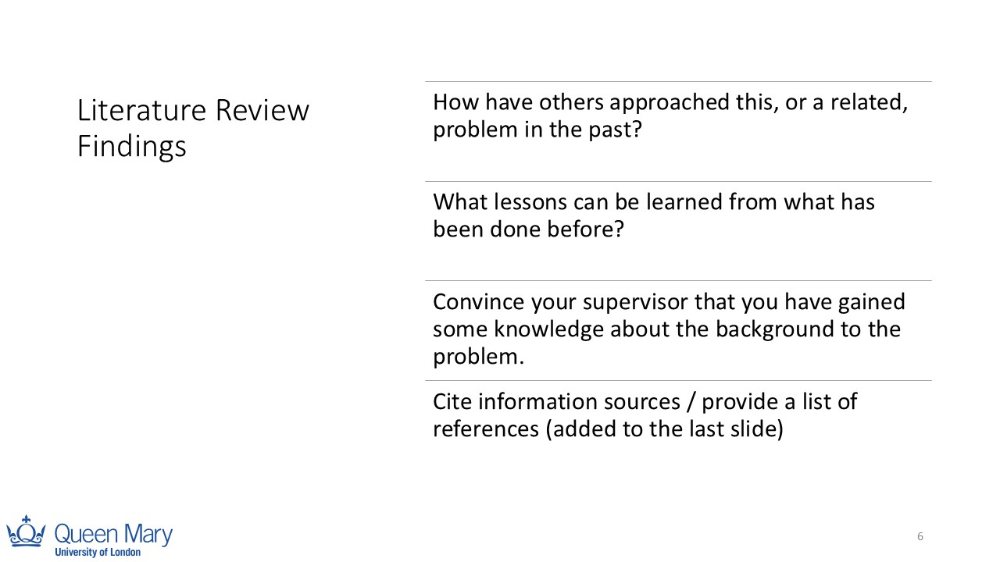 Literature Review
Findings
How have others approached this, or a related,
problem in the past?
What lessons can be learned from what has
been done before?
Convince your supervisor that you have gained
some knowledge about the background to the
problem.
Cite information sources / provide a list of
references (added to the last slide)
Queen Mary
University of London
6